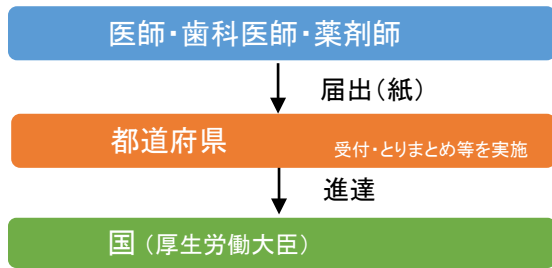 医師・歯科医師・薬剤師
届出（紙）
都道府県 受付・とりまとめ等を実施
進達
国（厚生労働大臣）